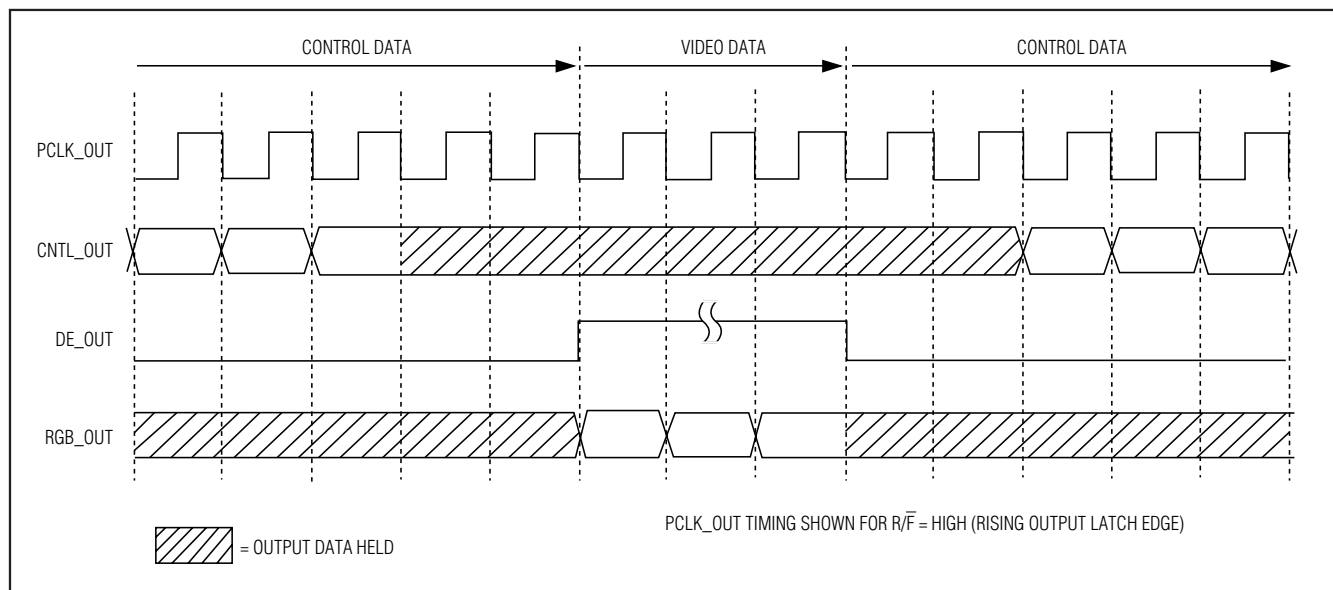 CONTROL DATA VIDEO DATA CONTROL DATA
PCLK_OUT
CNTL_OUT
DE_OUT
RGB_OUT
PCLK_OUT TIMING SHOWN FOR R/F̅ = HIGH (RISING OUTPUT LATCH EDGE)
= OUTPUT DATA HELD